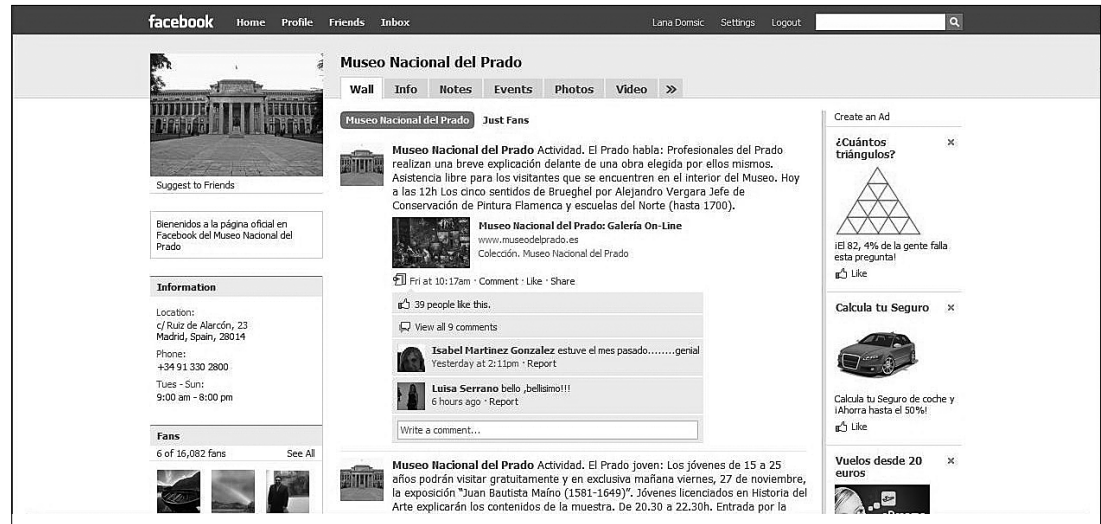 facebook Home Profile Friends Inbox Lana Domsic Settings Logout
Museo Nacional del Prado
Wall Info Notes Events Photos Video »
Suggest to Friends
Bienenidos a la página oficial en
Facebook del Museo Nacional del
Prado
Information
Location:
c/ Ruiz de Alarcón, 23
Madrid, Spain, 28014
Phone:
+34 91 330 2800
Tues - Sun:
9:00 am - 8:00 pm
Fans
6 of 16,082 fans See All
Museo Nacional del Prado Just Fans
Museo Nacional del Prado Actividad. El Prado habla: Profesionales del Prado
realizan una breve explicación delante de una obra elegida por ellos mismos.
Asistencia libre para los visitantes que se encuentren en el interior del Museo. Hoy
a las 12h Los cinco sentidos de Brueghel por Alejandro Vergara Jefe de
Conservación de Pintura Flamenca y escuelas del Norte (hasta 1700).
Museo Nacional del Prado: Galería On-Line
www.museodelprado.es
Colección. Museo Nacional del Prado
Fri at 10:17am · Comment · Like · Share
39 people like this.
View all 9 comments
Isabel Martinez Gonzalez estuve el mes pasado........genial
Yesterday at 2:11pm · Report
Luisa Serrano bello ,bellisimo!!!
6 hours ago · Report
Write a comment...
Museo Nacional del Prado Actividad. El Prado joven: Los jóvenes de 15 a 25
años podrán visitar gratuitamente y en exclusiva mañana viernes, 27 de noviembre,
la exposición "Juan Bautista Maíno (1581-1649)". Jóvenes licenciados en Historia del
Arte explicarán los contenidos de la muestra. De 20.30 a 22.30h. Entrada por la
Create an Ad
¿Cuántos
triángulos?
¡El 82, 4% de la gente falla
esta pregunta!
Like
Calcula tu Seguro
Calcula tu Seguro de coche y
¡Ahorra hasta el 50%!
Like
Vuelos desde 20
euros